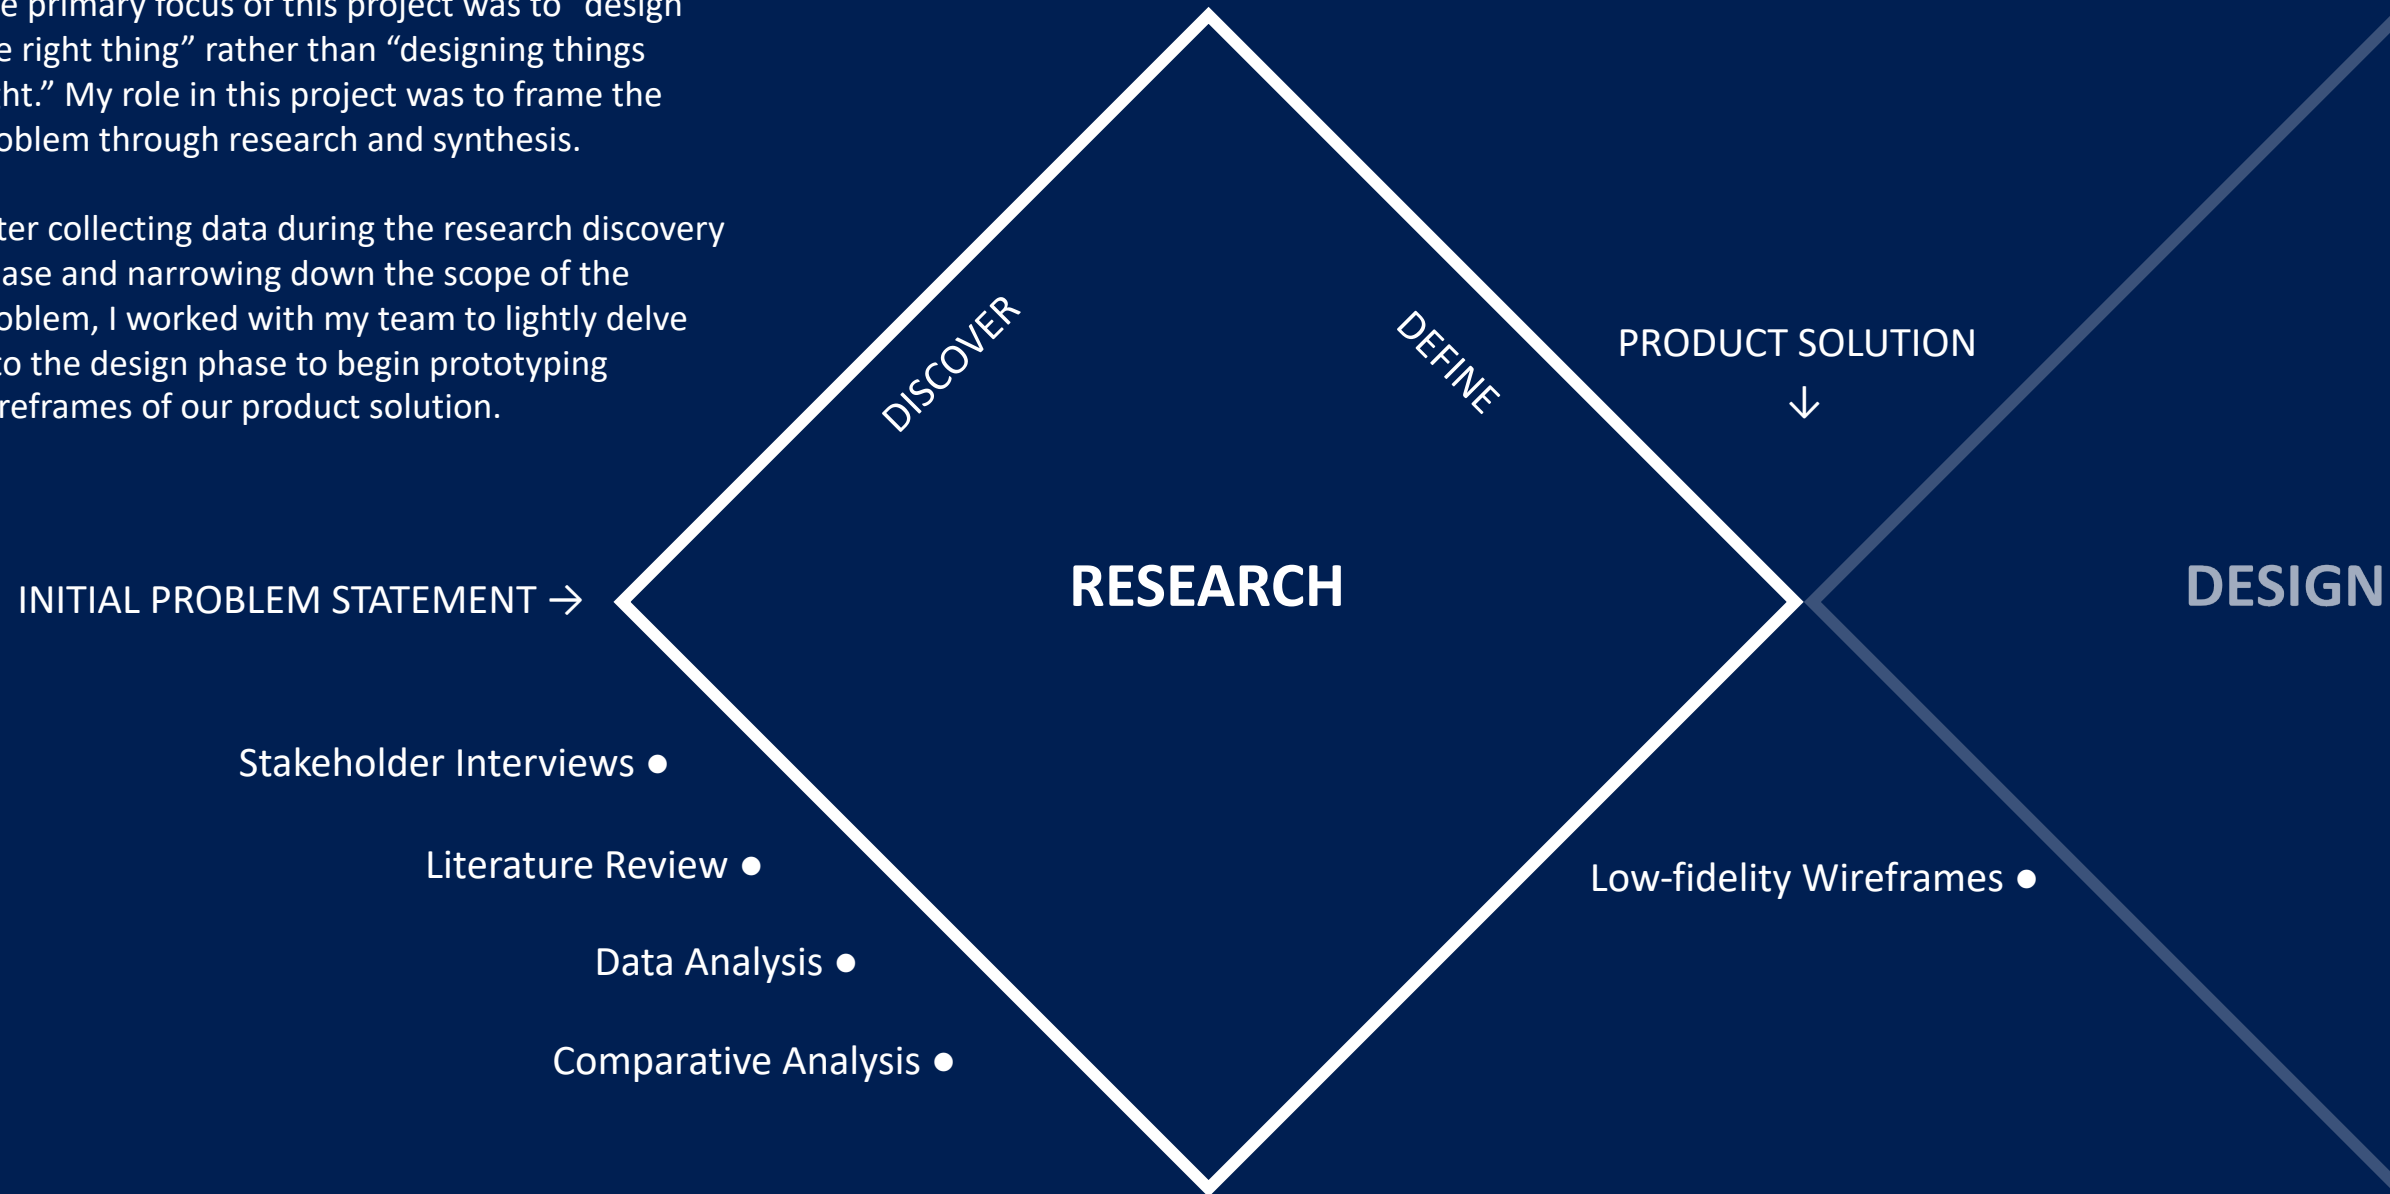 e primary focus of this project was to “design
e right thing” rather than “designing things
ht.” My role in this project was to frame the
oblem through research and synthesis.
ter collecting data during the research discovery
ase and narrowing down the scope of the
oblem, I worked with my team to lightly delve
to the design phase to begin prototyping
reframes of our product solution.
DISCOVER
DEFINE
PRODUCT SOLUTION
↓
RESEARCH
DESIGN
INITIAL PROBLEM STATEMENT →
Stakeholder Interviews ●
Literature Review ●
Low-fidelity Wireframes ●
Data Analysis ●
Comparative Analysis ●